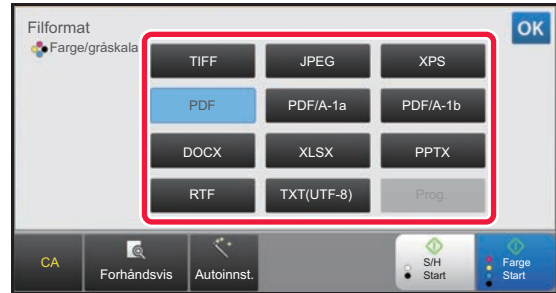 Filformat
OK
Farge/gråskala
TIFF JPEG XPS
PDF PDF/A-1a PDF/A-1b
DOCX XLSX PPTX
RTF TXT(UTF-8) Prog.
CA Forhåndsvis Autoinnst. S/H Start Farge Start